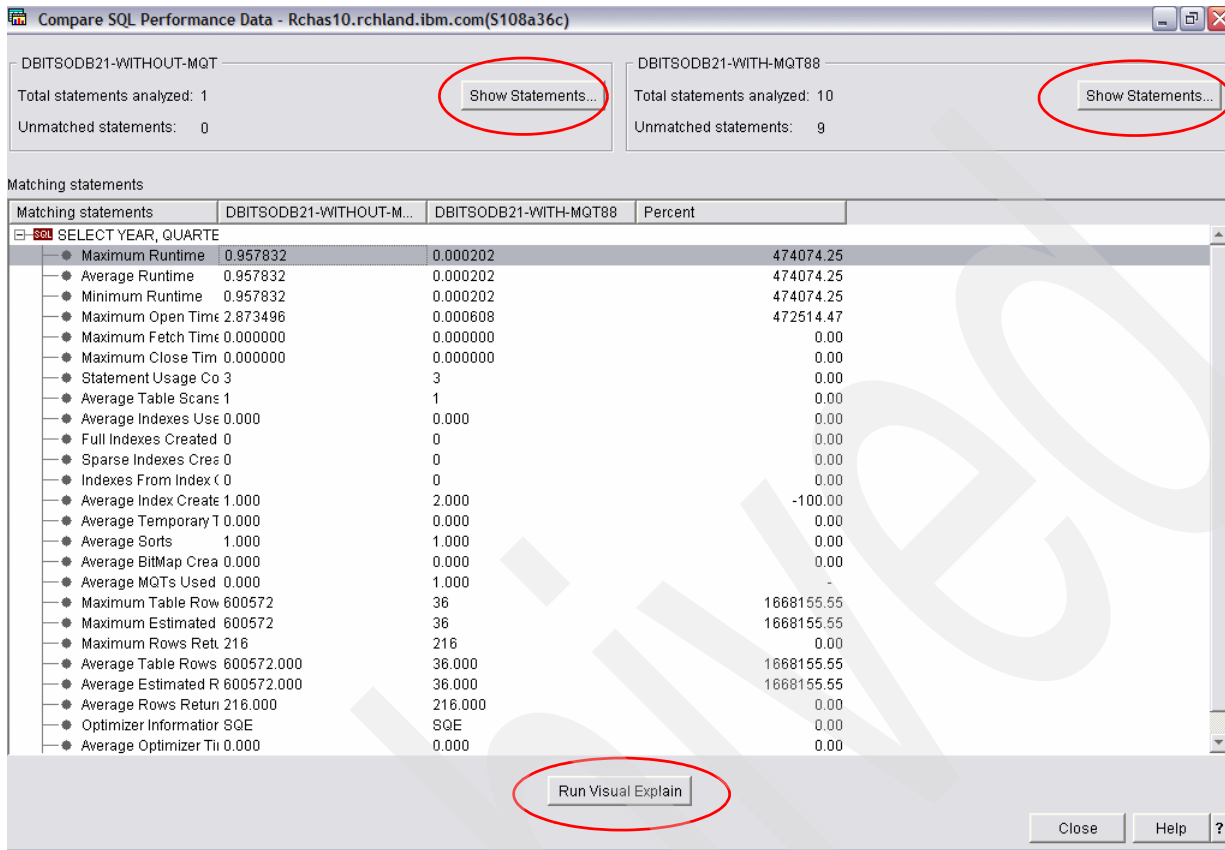 Compare SQL Performance Data - Rchas10.rchland.ibm.com(S108a36c)
DBITSODB21-WITHOUT-MQT
Total statements analyzed: 1
Show Statements...
Unmatched statements: 0
DBITSODB21-WITH-MQT88
Total statements analyzed: 10
Show Statements...
Unmatched statements: 9
Matching statements
Matching statements DBITSODB21-WITHOUT-M... DBITSODB21-WITH-MQT88 Percent
SQL SELECT YEAR, QUARTE
Maximum Runtime 0.957832 0.000202 474074.25
Average Runtime 0.957832 0.000202 474074.25
Minimum Runtime 0.957832 0.000202 474074.25
Maximum Open Time 2.873496 0.000608 472514.47
Maximum Fetch Time 0.000000 0.000000 0.00
Maximum Close Tim 0.000000 0.000000 0.00
Statement Usage Co 3 3 0.00
Average Table Scans 1 1 0.00
Average Indexes Use 0.000 0.000 0.00
Full Indexes Created 0 0 0.00
Sparse Indexes Crea 0 0 0.00
Indexes From Index ( 0 0 0.00
Average Index Create 1.000 2.000 -100.00
Average Temporary T 0.000 0.000 0.00
Average Sorts 1.000 1.000 0.00
Average BitMap Crea 0.000 0.000 0.00
Average MQTs Used 0.000 1.000 -
Maximum Table Row 600572 36 1668155.55
Maximum Estimated 600572 36 1668155.55
Maximum Rows Retu 216 216 0.00
Average Table Rows 600572.000 36.000 1668155.55
Average Estimated R 600572.000 36.000 1668155.55
Average Rows Return 216.000 216.000 0.00
Optimizer Information SQE SQE 0.00
Average Optimizer Ti 0.000 0.000 0.00
Run Visual Explain
Close Help ?